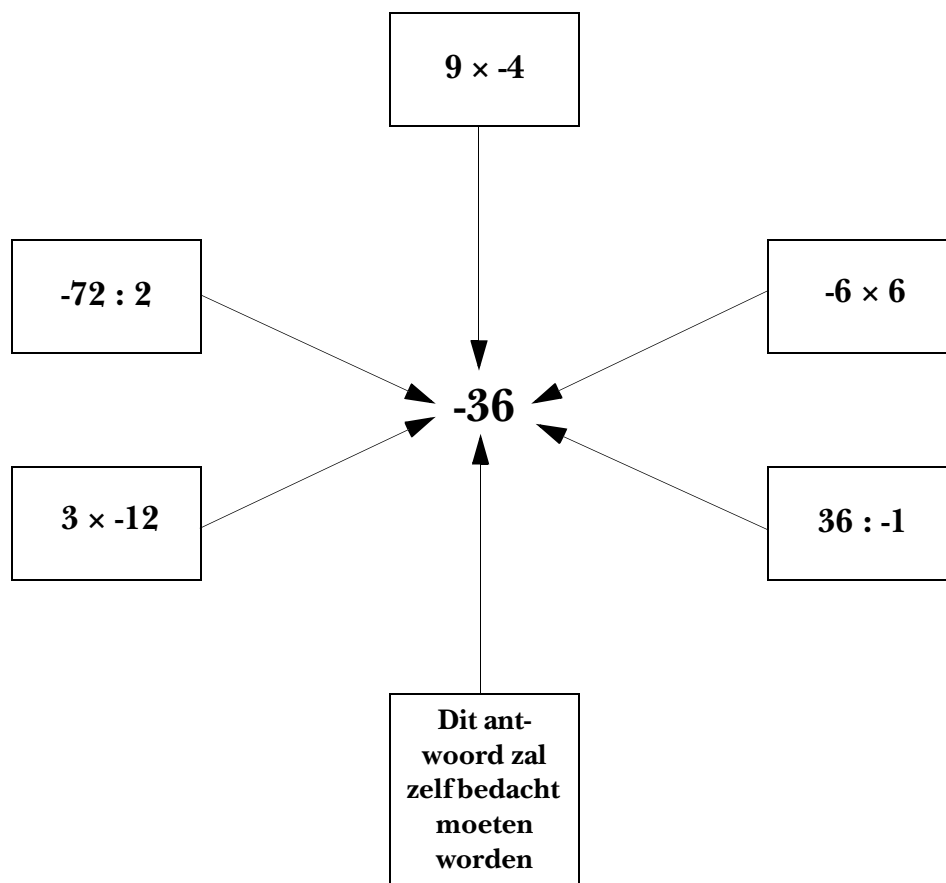 9 × -4
-72 : 2
-6 × 6
-36
3 × -12
36 : -1
Dit ant-
woord zal
zelf bedacht
moeten
worden